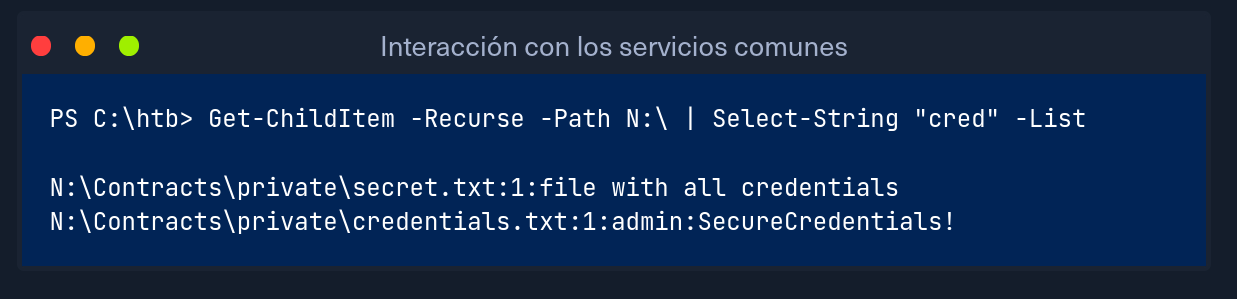 Interacción con los servicios comunes
PS C:\htb> Get-ChildItem -Recurse -Path N:\ | Select-String "cred" -List
N:\Contracts\private\secret.txt:1:file with all credentials
N:\Contracts\private\credentials.txt:1:admin:SecureCredentials!